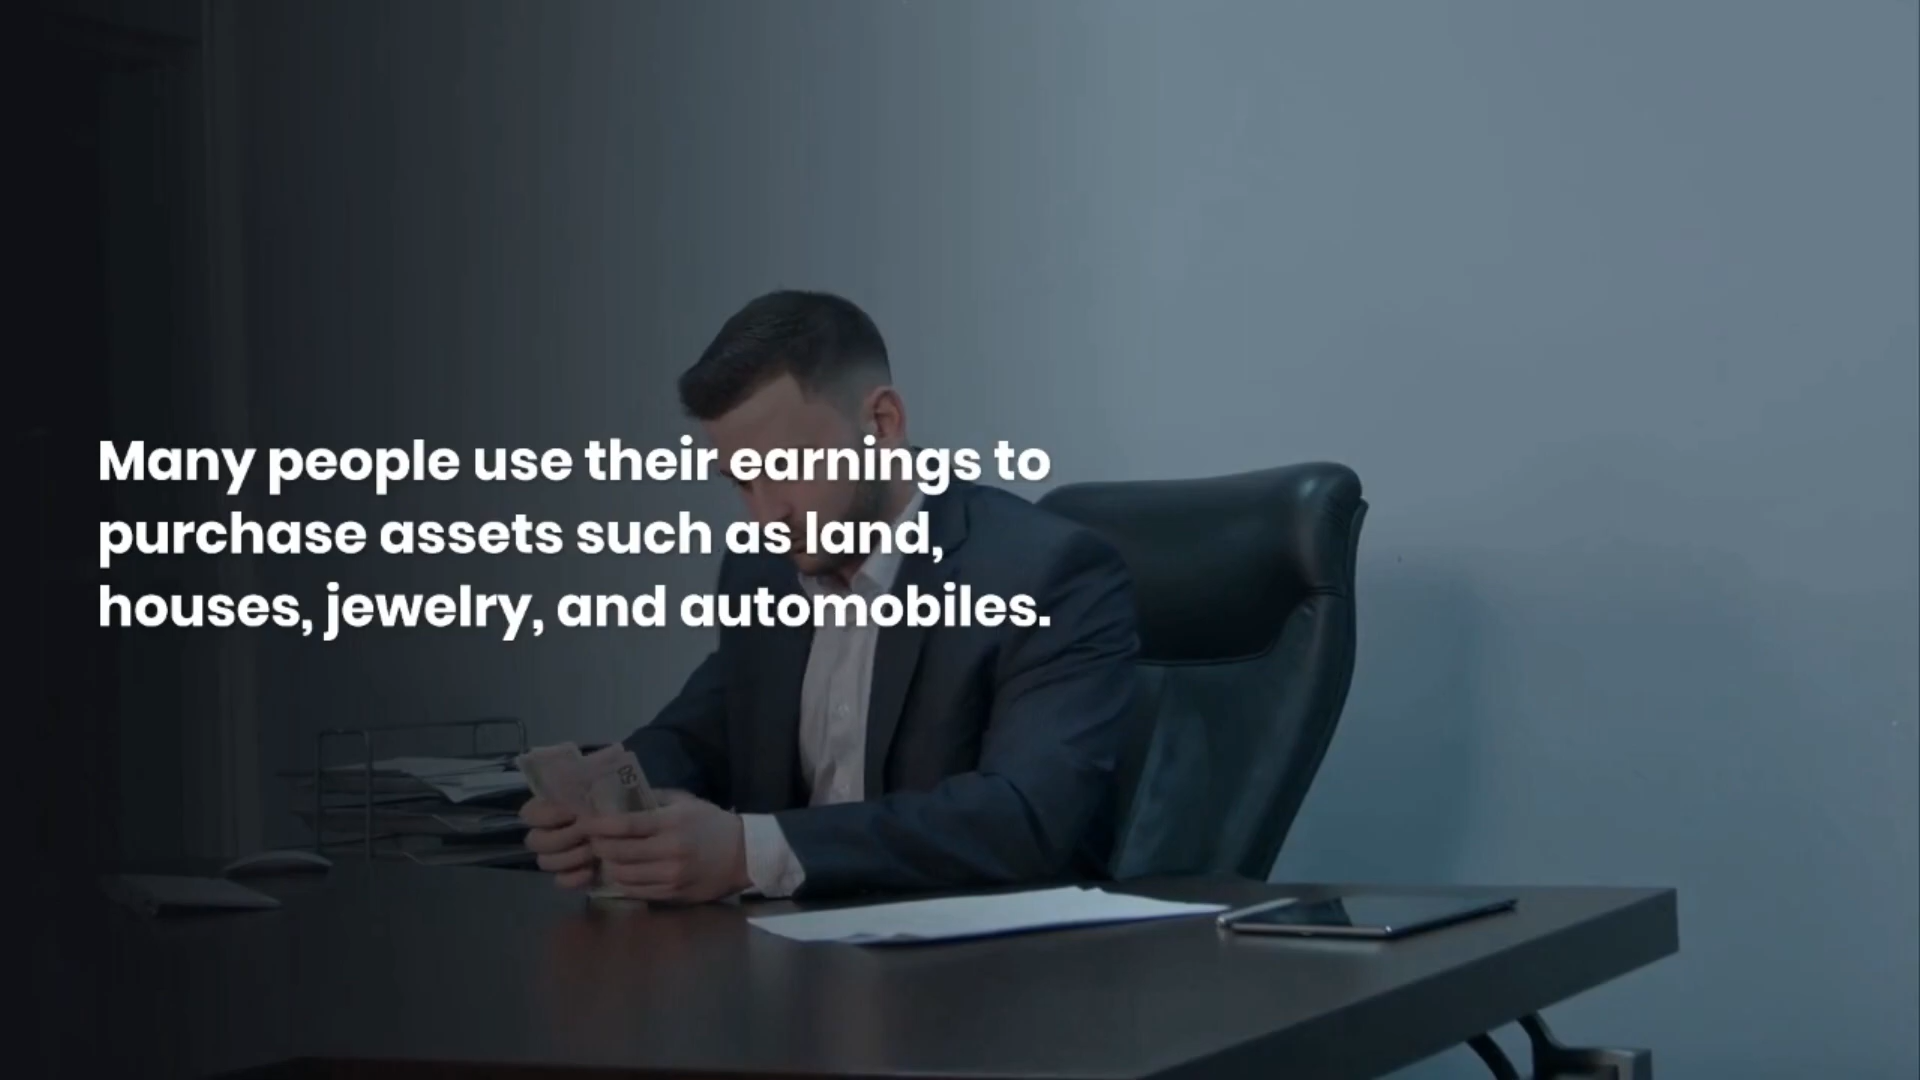 Many people use their earnings to
purchase assets such as land,
houses, jewelry, and automobiles.